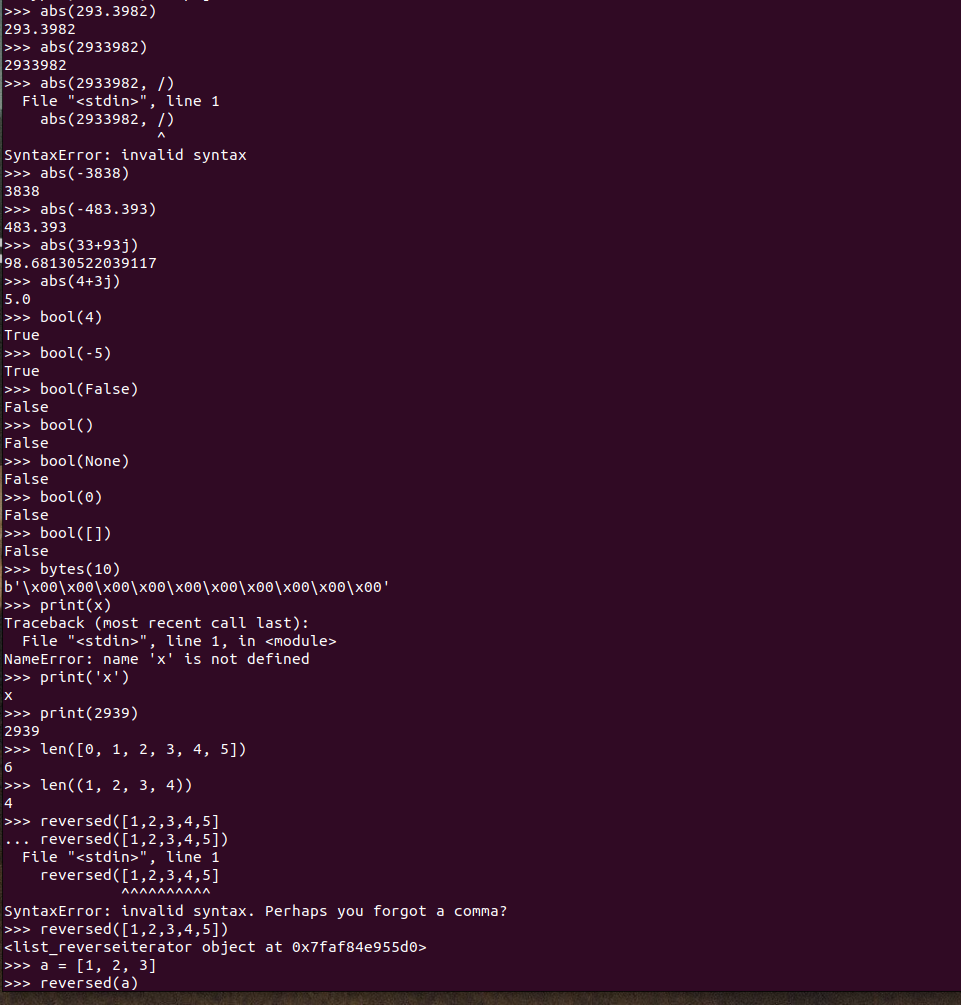 >>> abs(293.3982)
293.3982
>>> abs(2933982)
2933982
>>> abs(2933982, /)
  File "<stdin>", line 1
    abs(2933982, /)
                 ^
SyntaxError: invalid syntax
>>> abs(-3838)
3838
>>> abs(-483.393)
483.393
>>> abs(33+93j)
98.68130522039117
>>> abs(4+3j)
5.0
>>> bool(4)
True
>>> bool(-5)
True
>>> bool(False)
False
>>> bool()
False
>>> bool(None)
False
>>> bool(0)
False
>>> bool([])
False
>>> bytes(10)
b'\x00\x00\x00\x00\x00\x00\x00\x00\x00\x00'
>>> print(x)
Traceback (most recent call last):
  File "<stdin>", line 1, in <module>
NameError: name 'x' is not defined
>>> print('x')
x
>>> print(2939)
2939
>>> len([0, 1, 2, 3, 4, 5])
6
>>> len((1, 2, 3, 4))
4
>>> reversed([1,2,3,4,5]
... reversed([1,2,3,4,5])
  File "<stdin>", line 1
    reversed([1,2,3,4,5]
             ^^^^^^^^^^
SyntaxError: invalid syntax. Perhaps you forgot a comma?
>>> reversed([1,2,3,4,5])
<list_reverseiterator object at 0x7faf84e955d0>
>>> a = [1, 2, 3]
>>> reversed(a)